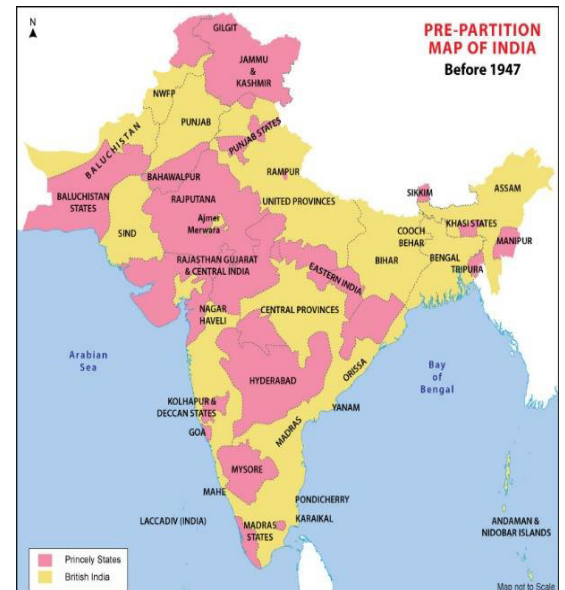 N
PRE-PARTITION
MAP OF INDIA
Before 1947
GILGIT
JAMMU
&
KASHMIR
NWFP
PUNJAB
PUNJAB STATES
BALUCHISTAN
BAHAWALPUR
RAMPUR
BALUCHISTAN
STATES
RAJPUTANA
UNITED PROVINCES
SIKKIM
ASSAM
Ajmer
Merwara
SIND
COOCH
BEHAR
KHASI STATES
MANIPUR
BIHAR
BENGAL
TRIPURA
RAJASTHAN GUJARAT
& CENTRAL INDIA
EASTERN INDIA
NAGAR
HAVELI
CENTRAL PROVINCES
Arabian
Sea
HYDERABAD
ORISSA
Bay
of
Bengal
KOLHAPUR &
DECCAN STATES
YANAM
GOA
MADRAS
MYSORE
MAHE
PONDICHERRY
LACCADIV (INDIA)
MADRAS
STATES
KARAIKAL
ANDAMAN &
NIDOBAR ISLANDS
Princely States
British India
Map not to Scale